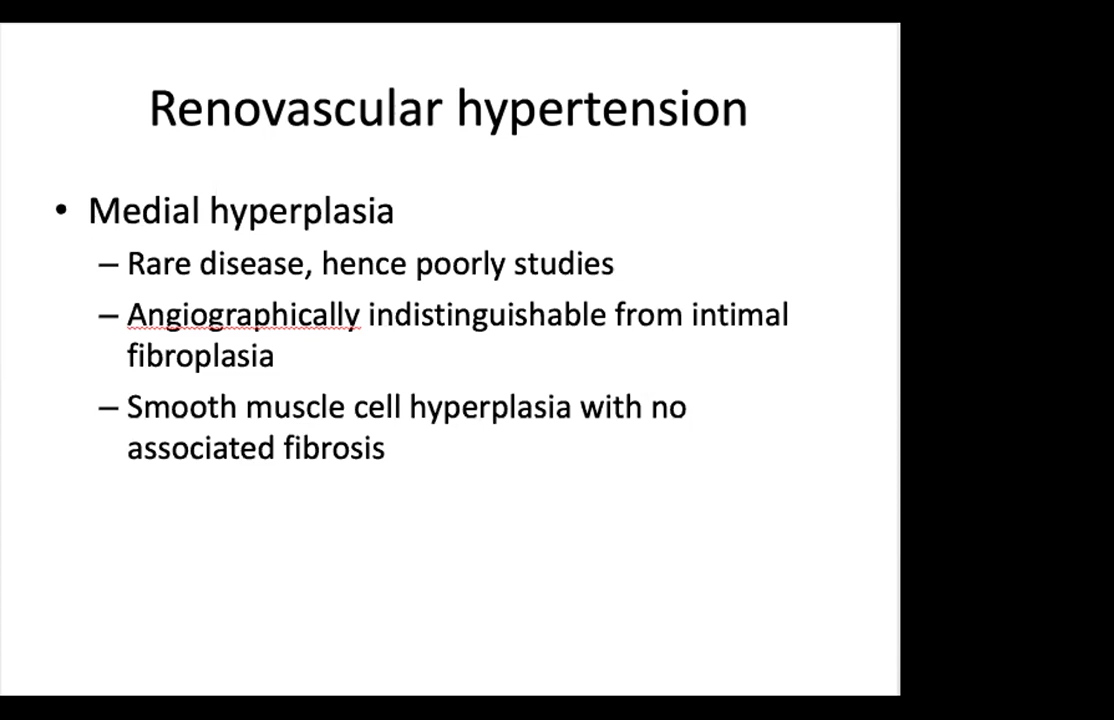 Renovascular hypertension
• Medial hyperplasia
– Rare disease, hence poorly studies
– Angiographically indistinguishable from intimal
fibroplasia
– Smooth muscle cell hyperplasia with no
associated fibrosis